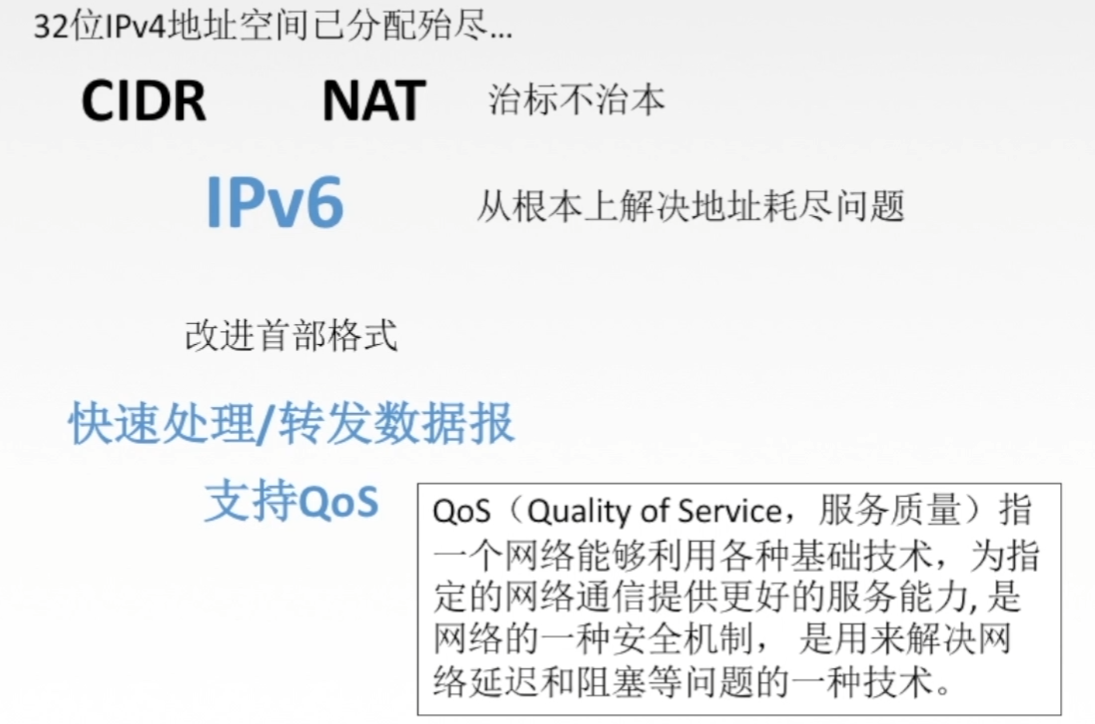 32位IPv4地址空间已分配殆尽...
CIDR NAT 治标不治本
IPv6 从根本上解决地址耗尽问题
改进首部格式
快速处理/转发数据报
支持QoS
QoS（Quality of Service，服务质量）指
一个网络能够利用各种基础技术，为指
定的网络通信提供更好的服务能力, 是
网络的一种安全机制， 是用来解决网
络延迟和阻塞等问题的一种技术。